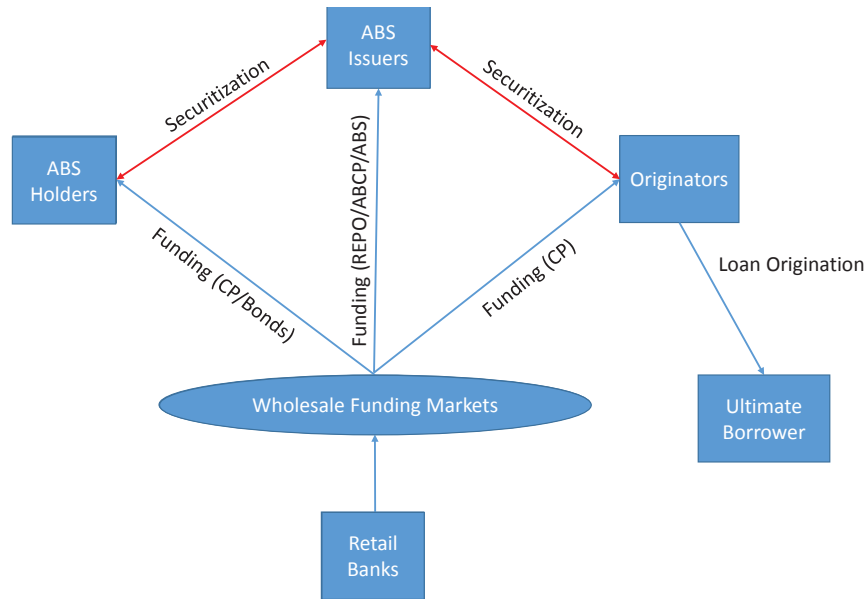 ABS
Issuers
Securitization
Securitization
ABS
Holders
Originators
Funding (CP/Bonds)
Funding (REPO/ABCP/ABS)
Funding (CP)
Loan Origination
Wholesale Funding Markets
Ultimate
Borrower
Retail
Banks